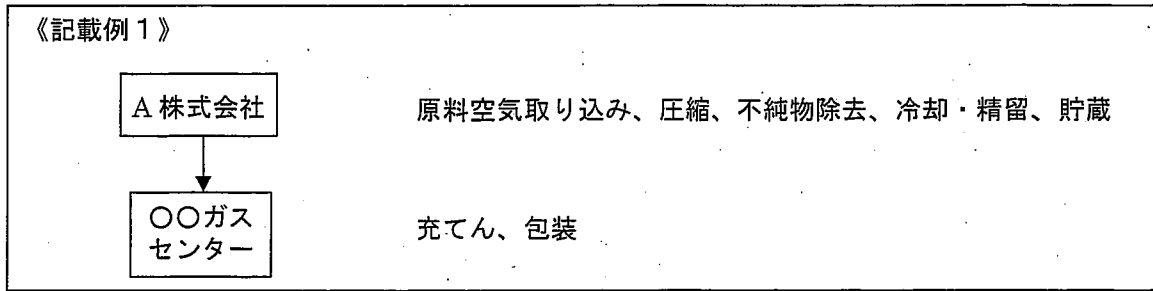 《記載例１》
A 株式会社
原料空気取り込み、圧縮、不純物除去、冷却・精留、貯蔵
〇〇ガス
センター
充てん、包装